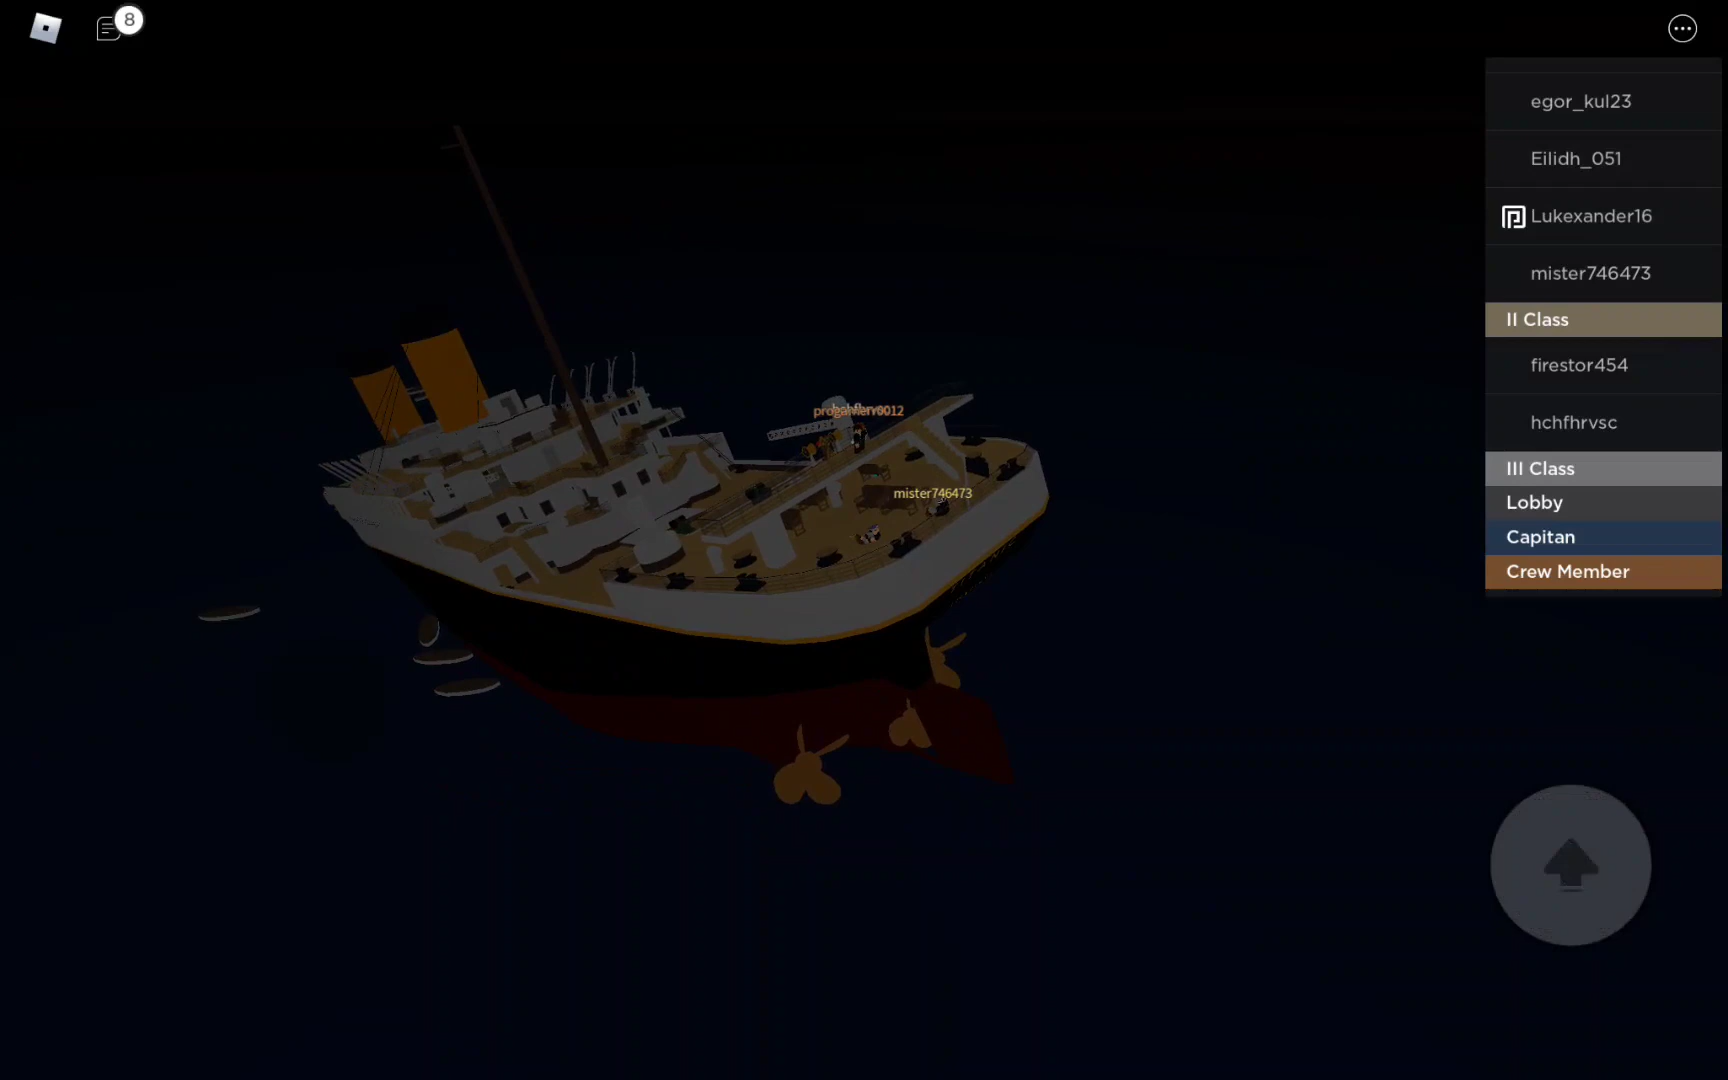 8
egor_kul23
Eilidh_051
Lukexander16
mister746473
II Class
firestor454
hchfhrvsc
III Class
Lobby
Capitan
Crew Member
mister746473